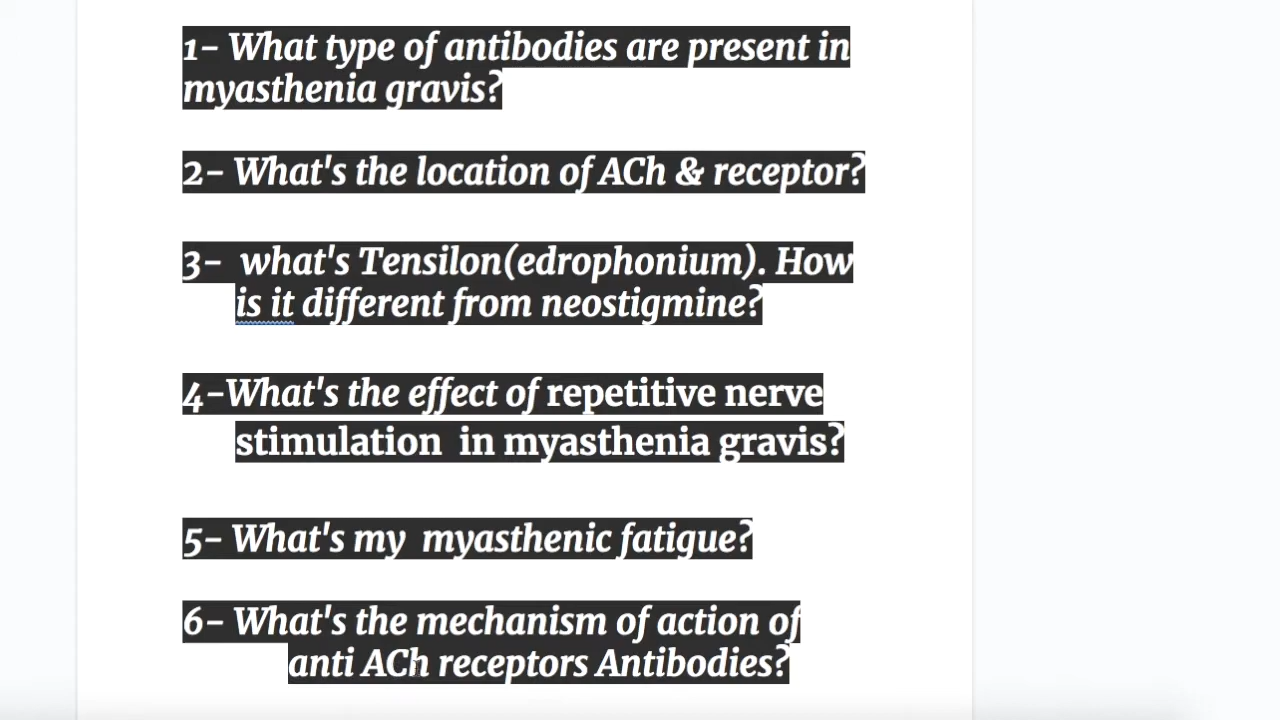 1- What type of antibodies are present in
myasthenia gravis?
2- What's the location of ACh & receptor?
3- what's Tensilon(edrophonium). How
is it different from neostigmine?
4-What's the effect of repetitive nerve
stimulation in myasthenia gravis?
5- What's my myasthenic fatigue?
6- What's the mechanism of action of
anti ACh receptors Antibodies?